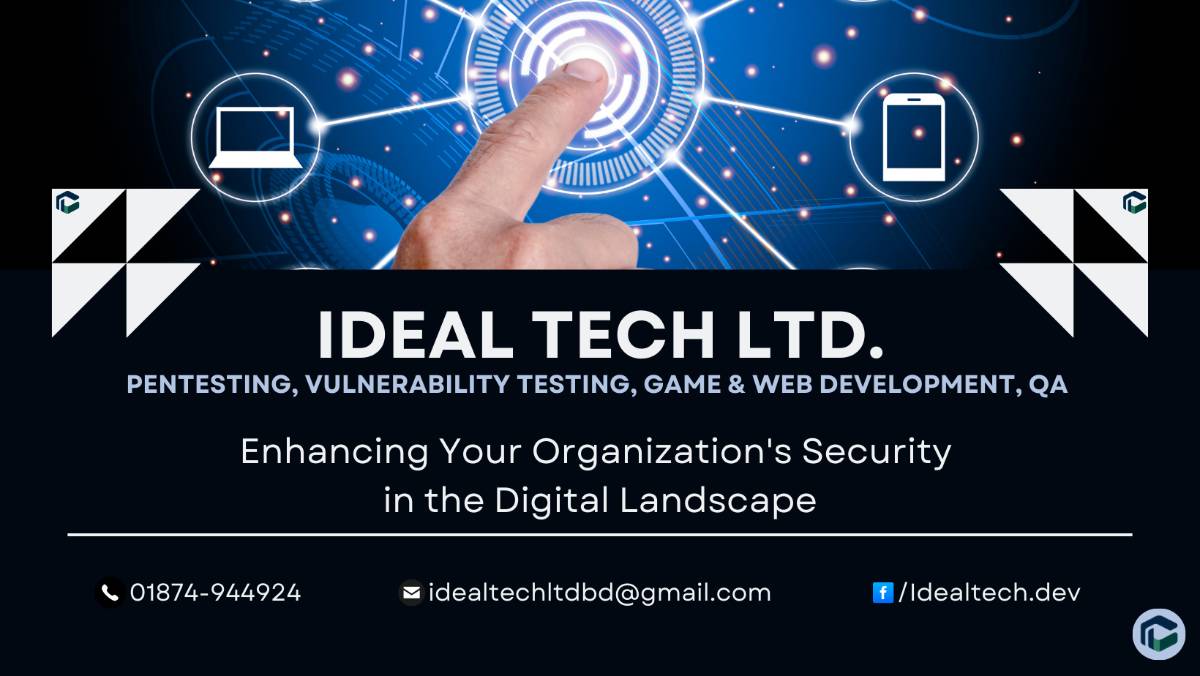 IDEAL TECH LTD.
PENTESTING, VULNERABILITY TESTING, GAME & WEB DEVELOPMENT, QA
Enhancing Your Organization's Security
in the Digital Landscape
01874-944924 idealtechltdbd@gmail.com /Idealtech.dev